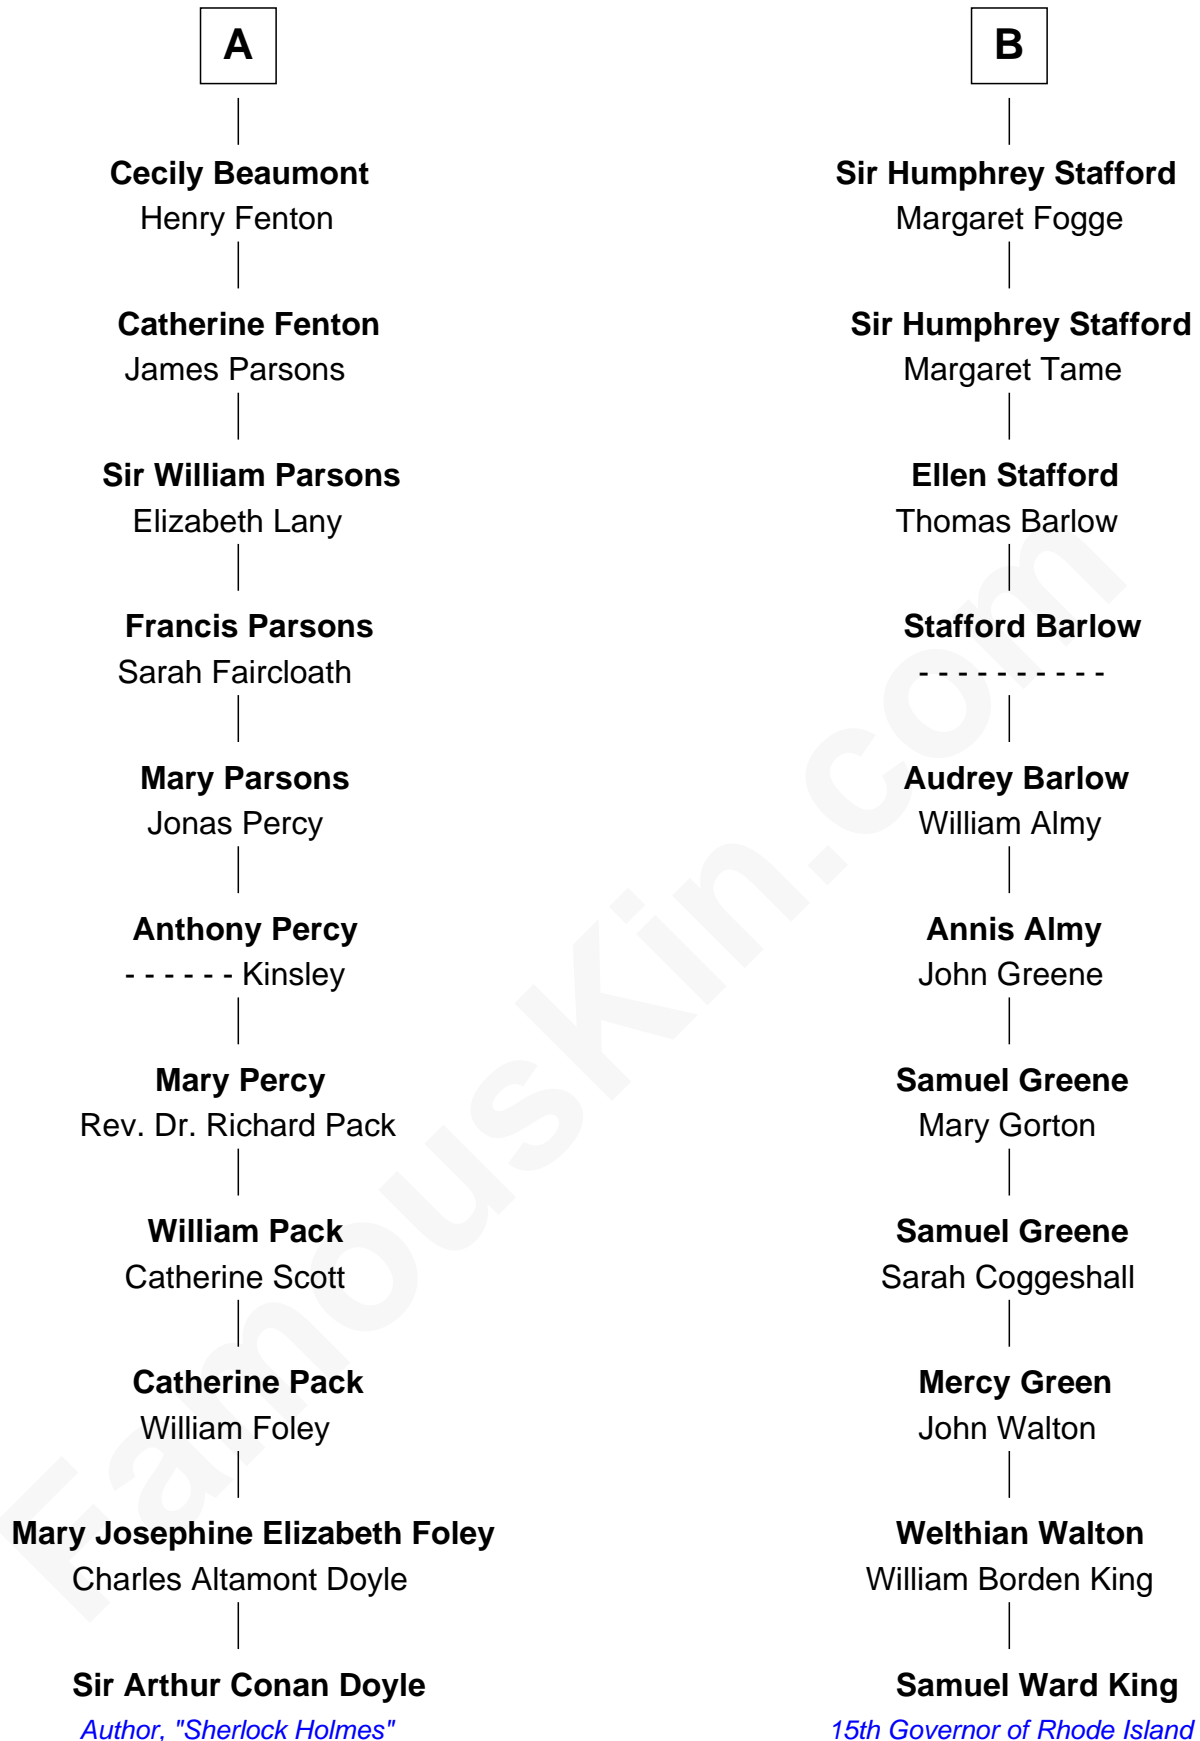 A
Cecily Beaumont
Henry Fenton
Catherine Fenton
James Parsons
Sir William Parsons
Elizabeth Lany
Francis Parsons
Sarah Faircloath
Mary Parsons
Jonas Percy
Anthony Percy
- - - - - - Kinsley
Mary Percy
Rev. Dr. Richard Pack
William Pack
Catherine Scott
Catherine Pack
William Foley
Mary Josephine Elizabeth Foley
Charles Altamont Doyle
Sir Arthur Conan Doyle
Author, "Sherlock Holmes"
B
Sir Humphrey Stafford
Margaret Fogge
Sir Humphrey Stafford
Margaret Tame
Ellen Stafford
Thomas Barlow
Stafford Barlow
- - - - - - - - - -
Audrey Barlow
William Almy
Annis Almy
John Greene
Samuel Greene
Mary Gorton
Samuel Greene
Sarah Coggeshall
Mercy Green
John Walton
Welthian Walton
William Borden King
Samuel Ward King
15th Governor of Rhode Island
FamousKin.com